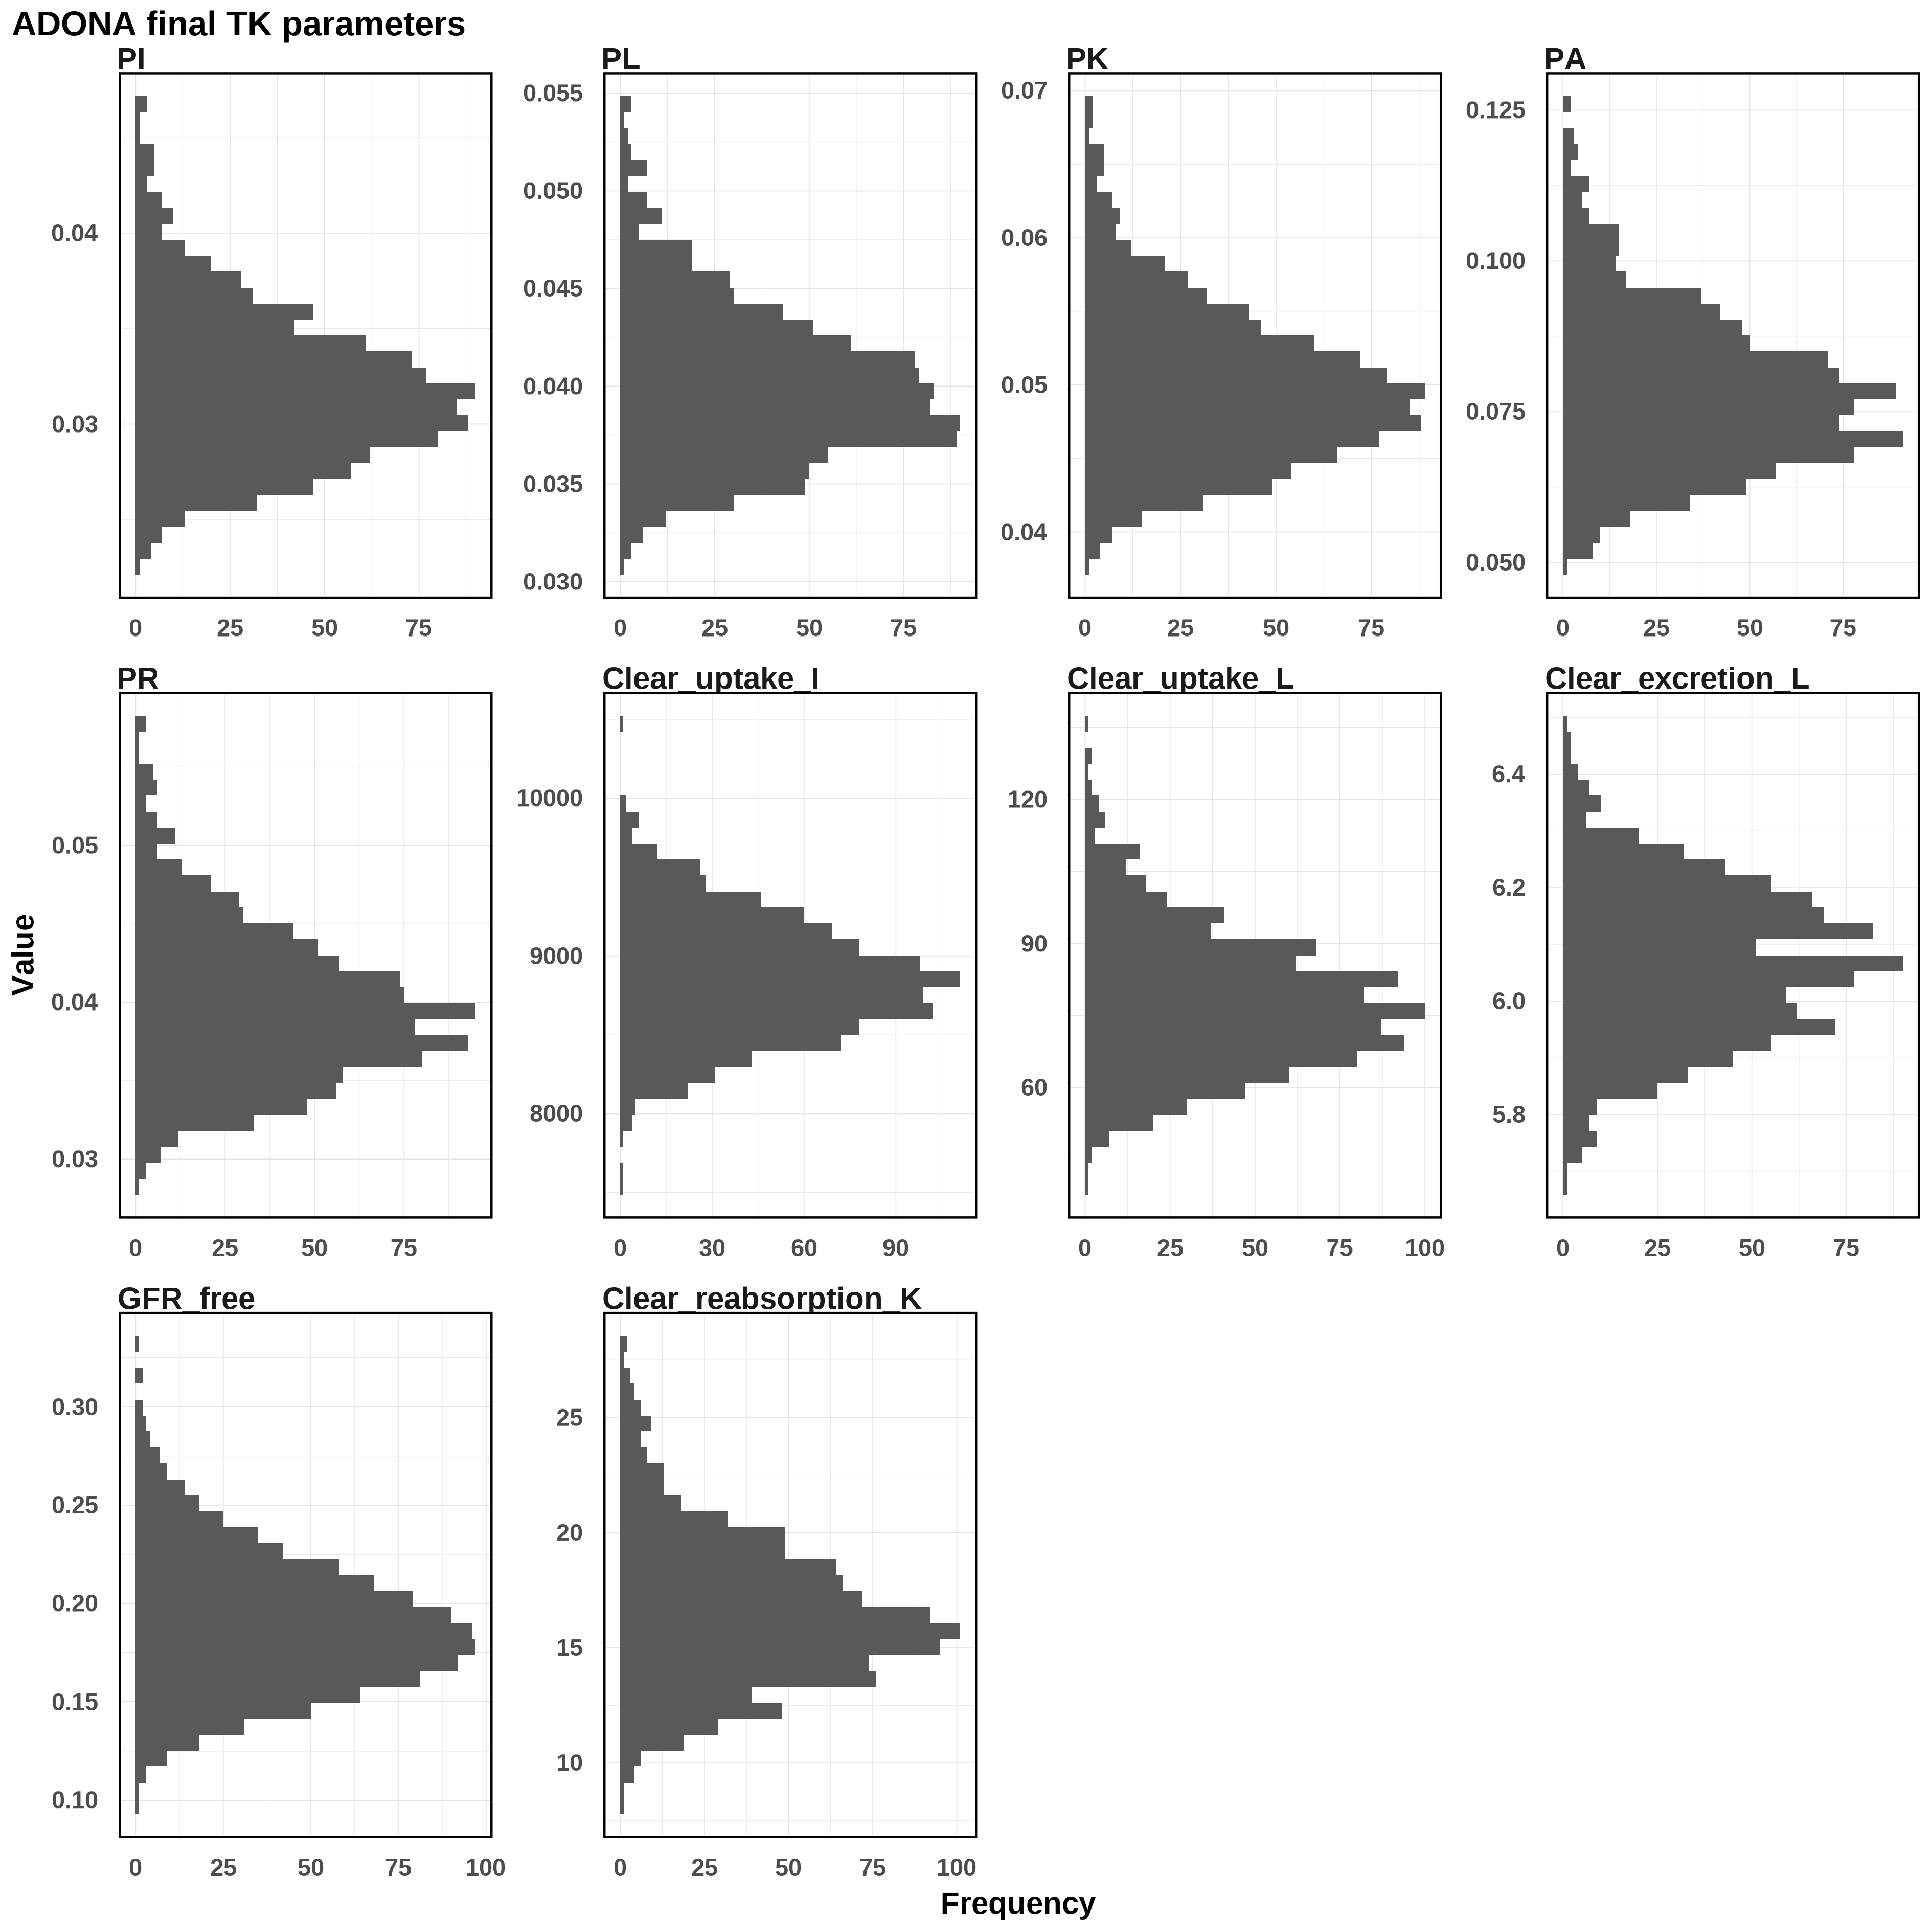 ADONA final TK parameters
PI PL PK PA
0.04
0.03
0 25 50 75
0.055
0.050
0.045
0.040
0.035
0.030
0 25 50 75
0.07
0.06
0.05
0.04
0 25 50 75
0.125
0.100
0.075
0.050
0 25 50 75
PR Clear_uptake_I Clear_uptake_L Clear_excretion_L
Value
0.05
0.04
0.03
0 25 50 75
10000
9000
8000
0 30 60 90
120
90
60
0 25 50 75 100
6.4
6.2
6.0
5.8
0 25 50 75
GFR_free Clear_reabsorption_K
0.30
0.25
0.20
0.15
0.10
0 25 50 75 100
25
20
15
10
0 25 50 75 100
Frequency